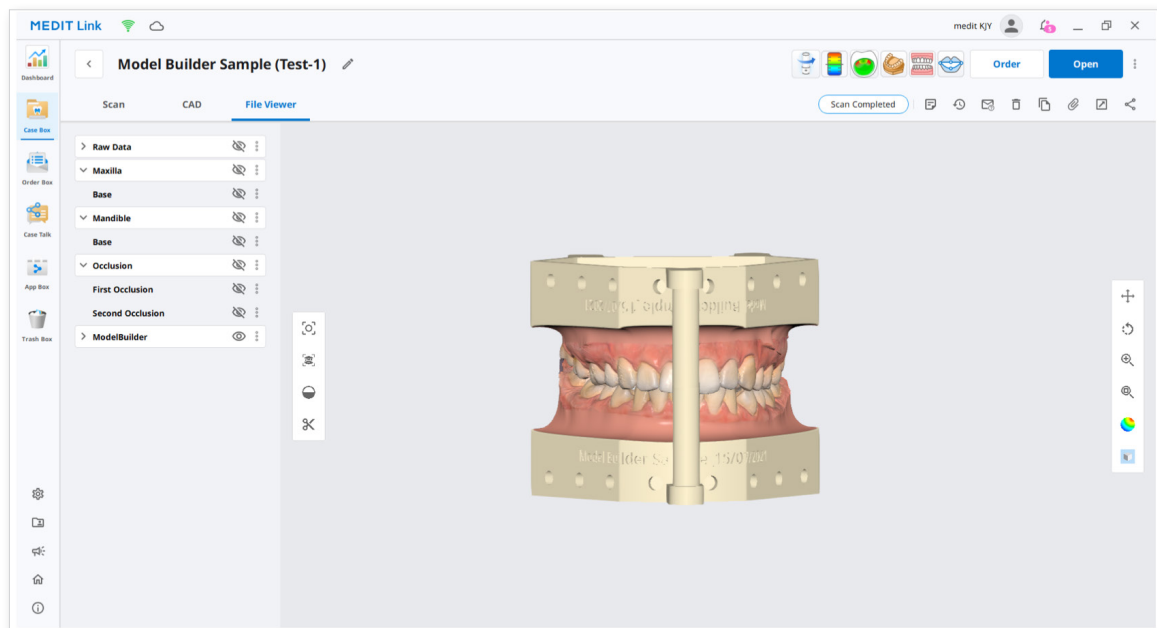 MEDIT Link
medit KJY
1
Dashboard
Case Box
Order Box
Case Talk
App Box
Trash Box
Model Builder Sample (Test-1)
Order
Open
Scan
CAD
File Viewer
Scan Completed
Raw Data
Maxilla
Base
Mandible
Base
Occlusion
First Occlusion
Second Occlusion
ModelBuilder